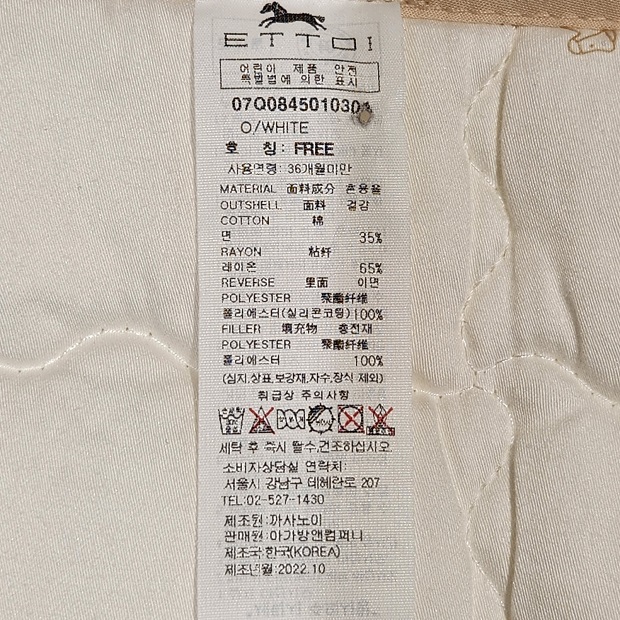 ETTOI
어린이 제품 안전
특별법에 의한 표시
07Q0845010304
O/WHITE
호 칭: FREE
사용연령: 36개월미만
MATERIAL 面料成分 혼용율
OUTSHELL 面料 겉감
COTTON 棉
면 35%
RAYON 粘纤
레이온 65%
REVERSE 里面 이면
POLYESTER 聚酯纤维
폴리에스터(실리콘코팅)100%
FILLER 填充物 충전재
POLYESTER 聚酯纤维
폴리에스터 100%
(심지,상표,보강재,자수,장식 제외)
취급상 주의사항
세탁 후 즉시 탈수,건조하십시오.
소비자상담실 연락처:
서울시 강남구 테헤란로 207
TEL:02-527-1430
제조원:까사노이
판매원:아가방앤컴퍼니
제조국:한국(KOREA)
제조년월:2022.10